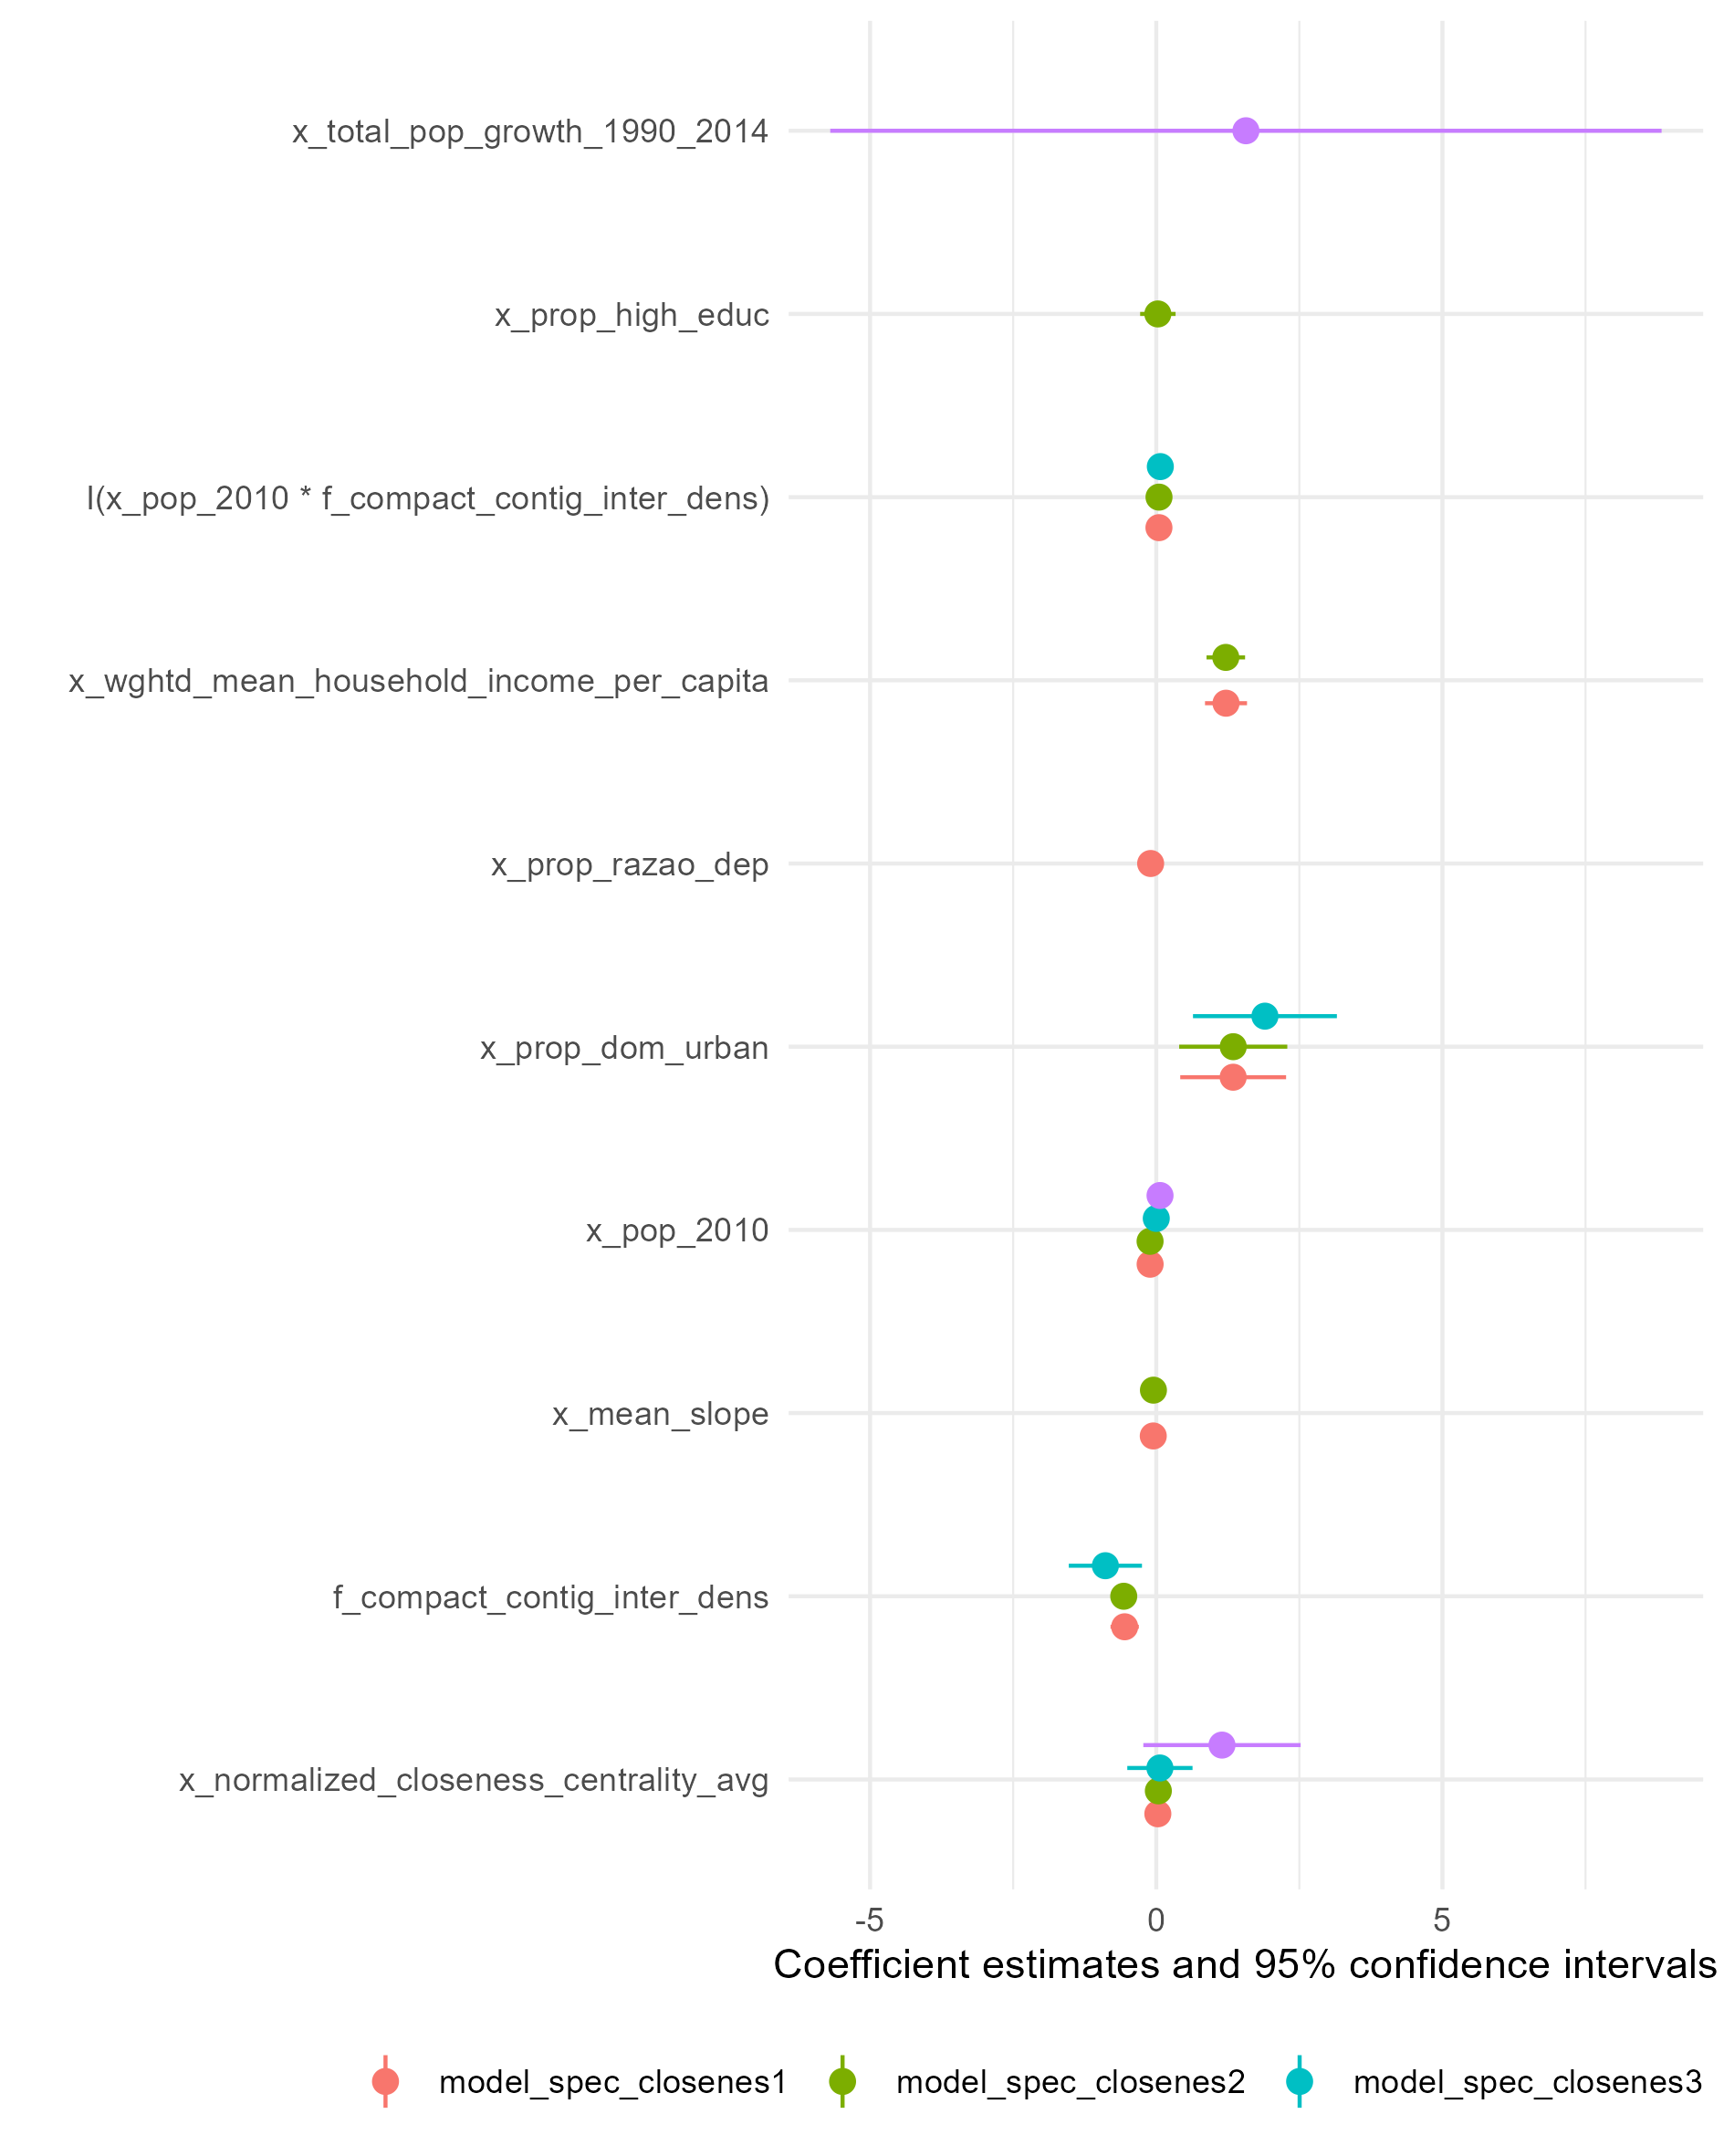 x_total_pop_growth_1990_2014
x_prop_high_educ
I(x_pop_2010 * f_compact_contig_inter_dens)
x_wghtd_mean_household_income_per_capita
x_prop_razao_dep
x_prop_dom_urban
x_pop_2010
x_mean_slope
f_compact_contig_inter_dens
x_normalized_closeness_centrality_avg
-5 0 5
Coefficient estimates and 95% confidence intervals
model_spec_closenes1 model_spec_closenes2 model_spec_closenes3